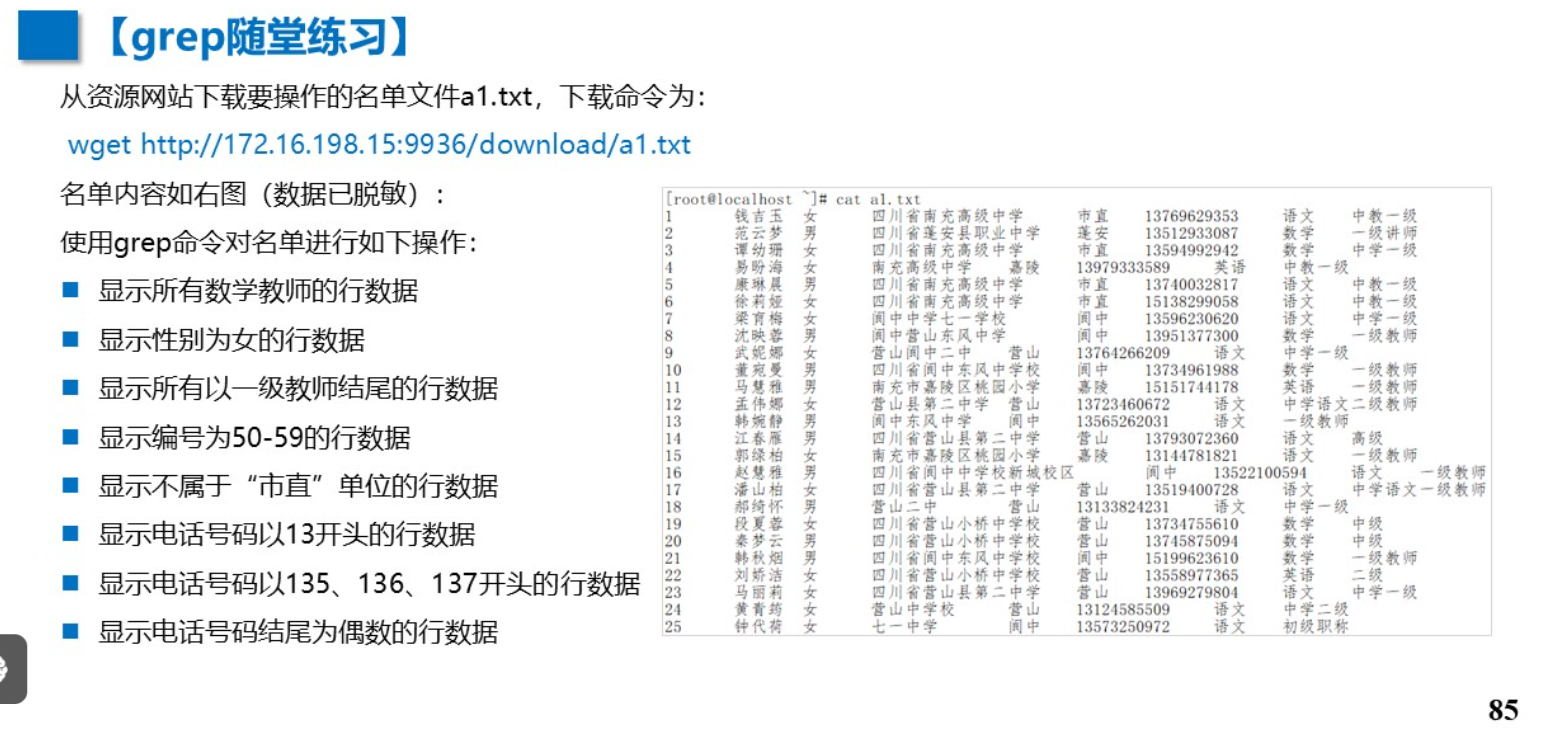 【grep随堂练习】
从资源网站下载要操作的名单文件a1.txt，下载命令为：
wget http://172.16.198.15:9936/download/a1.txt
名单内容如右图（数据已脱敏）：
使用grep命令对名单进行如下操作：
■ 显示所有数学教师的行数据
■ 显示性别为女的行数据
■ 显示所有以一级教师结尾的行数据
■ 显示编号为50-59的行数据
■ 显示不属于“市直”单位的行数据
■ 显示电话号码以13开头的行数据
■ 显示电话号码以135、136、137开头的行数据
■ 显示电话号码结尾为偶数的行数据
[root@localhost ~]# cat a1.txt
1 钱吉玉 女 四川省南充高级中学 市直 13769629353 语文 中教一级
2 范云梦 男 四川省蓬安县职业中学 蓬安 13512933087 数学 一级讲师
3 谭幼珊 女 四川省南充高级中学 市直 13594992942 数学 中学一级
4 易盼海 女 南充高级中学 嘉陵 13979333589 英语 中教一级
5 康琳晨 男 四川省南充高级中学 市直 13740032817 语文 中教一级
6 徐莉娅 女 四川省南充高级中学 市直 15138299058 语文 中教一级
7 梁育梅 女 阆中中学七一学校 阆中 13596230620 语文 中学一级
8 沈映蓉 男 阆中营山东风中学 阆中 13951377300 数学 一级教师
9 武妮娜 女 营山阆中二中 营山 13764266209 语文 中学一级
10 董宛曼 男 四川省阆中东风中学校 阆中 13734961988 数学 一级教师
11 马慧雅 男 南充市嘉陵区桃园小学 嘉陵 15151744178 英语 一级教师
12 孟伟娜 女 营山县第二中学 营山 13723460672 语文 中学语文二级教师
13 韩婉静 男 阆中东风中学 阆中 13565262031 语文 一级教师
14 江春雁 男 四川省营山县第二中学 营山 13793072360 语文 高级
15 郭绿柏 女 南充市嘉陵区桃园小学 嘉陵 13144781821 语文 一级教师
16 赵慧雅 男 四川省阆中中学校新城校区 阆中 13522100594 语文 一级教师
17 潘山柏 女 四川省营山县第二中学 营山 13519400728 语文 中学语文一级教师
18 郝绮怀 男 营山二中 营山 13133824231 语文 中学一级
19 段夏蓉 女 四川省营山小桥中学校 营山 13734755610 数学 中级
20 秦梦云 男 四川省营山小桥中学校 营山 13745875094 数学 中级
21 韩秋烟 男 四川省阆中东风中学校 阆中 15199623610 数学 一级教师
22 刘娇洁 女 四川省营山小桥中学校 营山 13558977365 英语 二级
23 马丽莉 女 四川省营山县第二中学 营山 13969279804 语文 中学一级
24 黄青筠 女 营山中学校 营山 13124585509 语文 中学二级
25 钟代荷 女 七一中学 阆中 13573250972 语文 初级职称
85